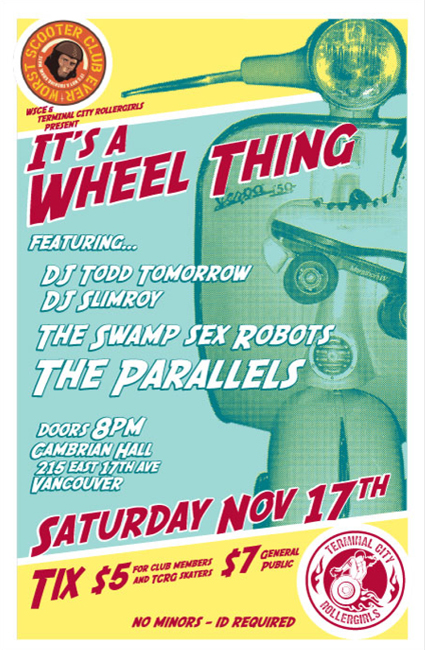 WORST SCOOTER CLUB EVER!
WSCE &
TERMINAL CITY ROLLERGIRLS
PRESENT
IT'S A
WHEEL THING
Vespa 150
FEATURING...
DJ TODD TOMORROW
DJ SLIMROY
THE SWAMP SEX ROBOTS
THE PARALLELS
DOORS 8PM
CAMBRIAN HALL
215 EAST 17TH AVE
VANCOUVER
SATURDAY NOV 17TH
TIX $5 FOR CLUB MEMBERS
AND TCRG SKATERS
$7 GENERAL
PUBLIC
TERMINAL CITY
ROLLERGIRLS
NO MINORS - ID REQUIRED